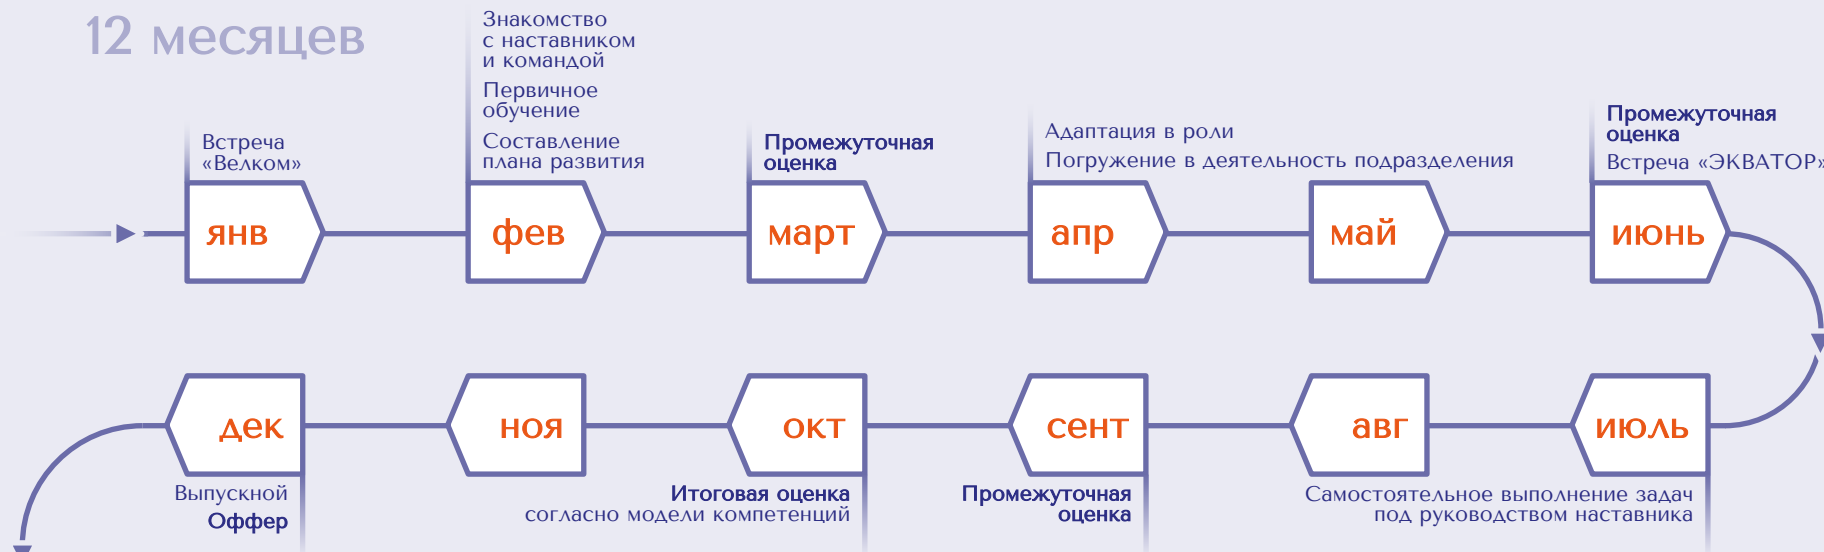 12 месяцев
Встреча
«Велком»
Знакомство
с наставником
и командой
Первичное
обучение
Составление
плана развития
Промежуточная
оценка
Адаптация в роли
Погружение в деятельность подразделения
Промежуточная
оценка
Встреча «ЭКВАТОР»
янв
фев
март
апр
май
июнь
дек
ноя
окт
сент
авг
июль
Выпускной
Оффер
Итоговая оценка
согласно модели компетенций
Промежуточная
оценка
Самостоятельное выполнение задач
под руководством наставника